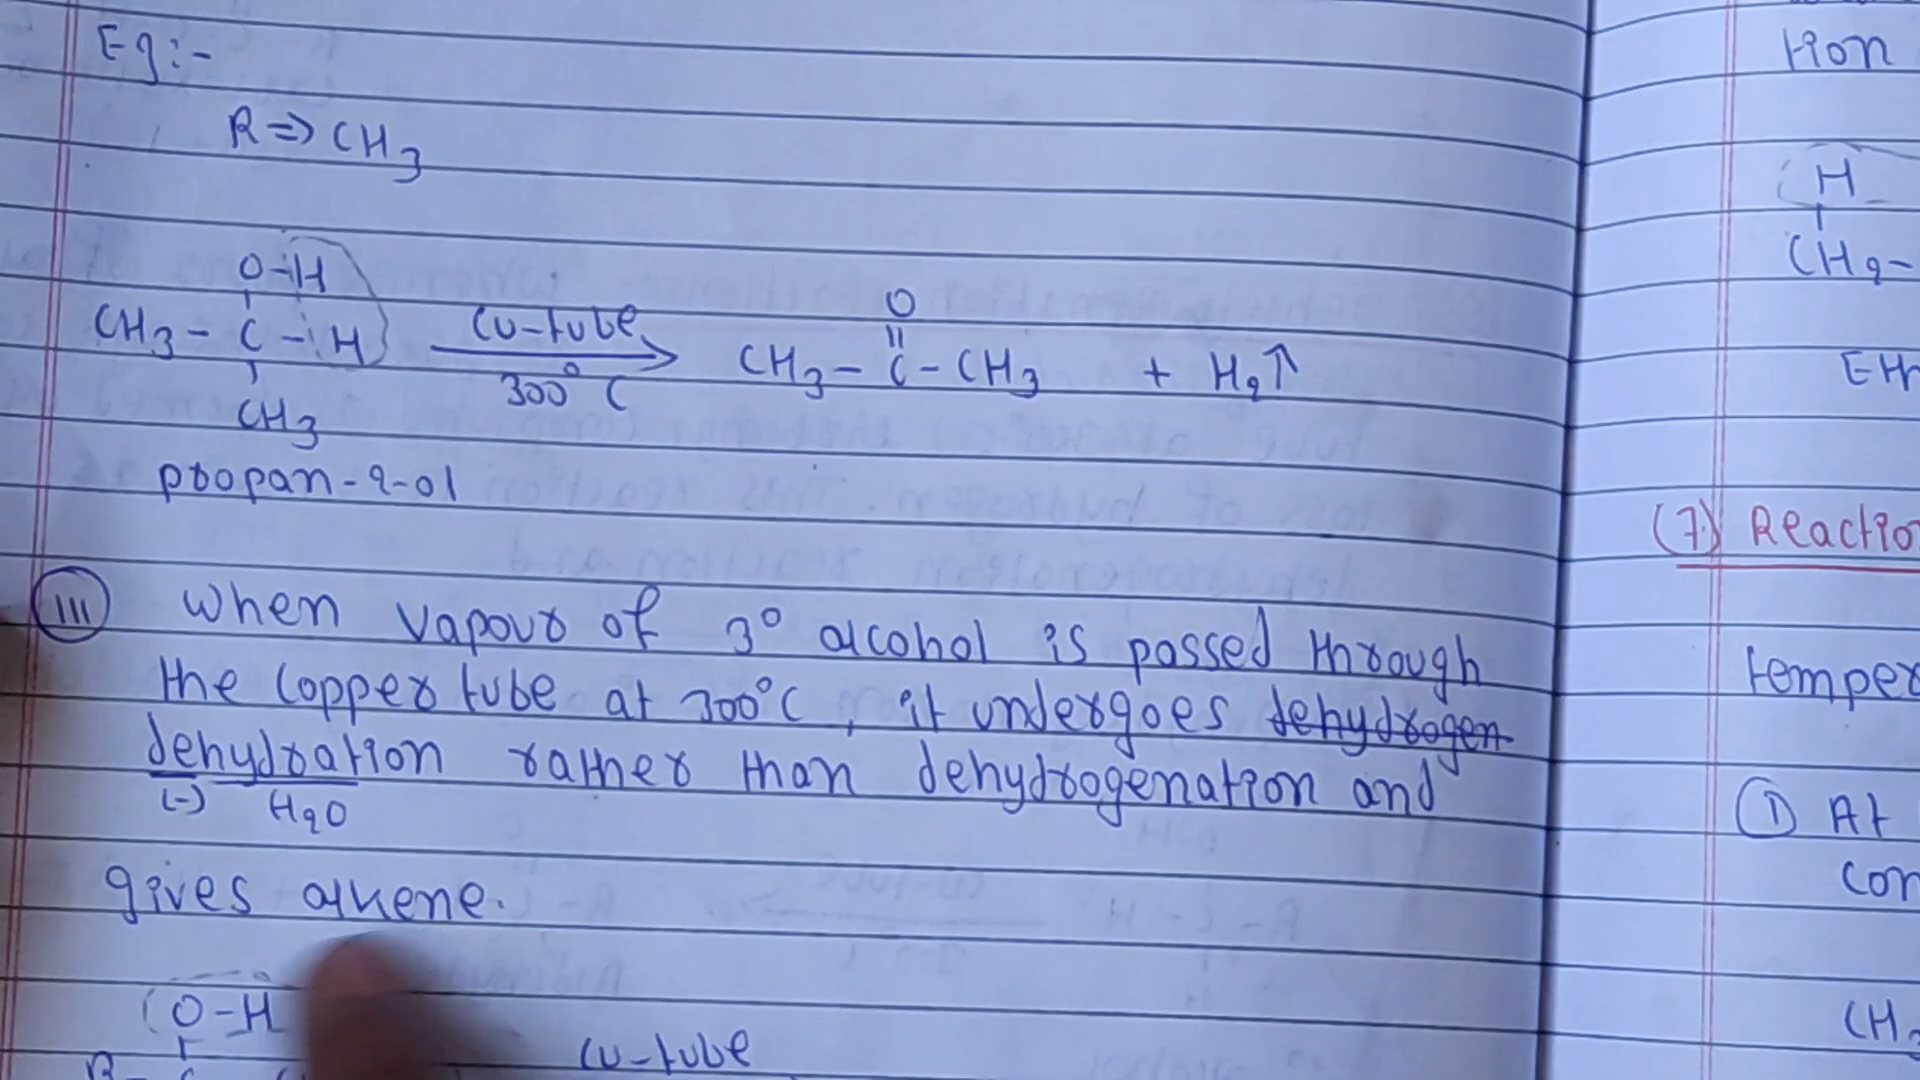 Eg:-
R => CH3
O-H
CH3 - C - H Cu-tube 300°C CH3 - C - CH3 + H2↑
O
CH3
propan-2-ol
(iii) When vapour of 3° alcohol is passed through
the copper tube at 300°C, it undergoes dehydrogen
dehydration rather than dehydrogenation and
(-) H2O
gives alkene.
O-H
Cu-tube
tion
H
CH2-
(7) Reactio
temper
(1) At
con
CH3